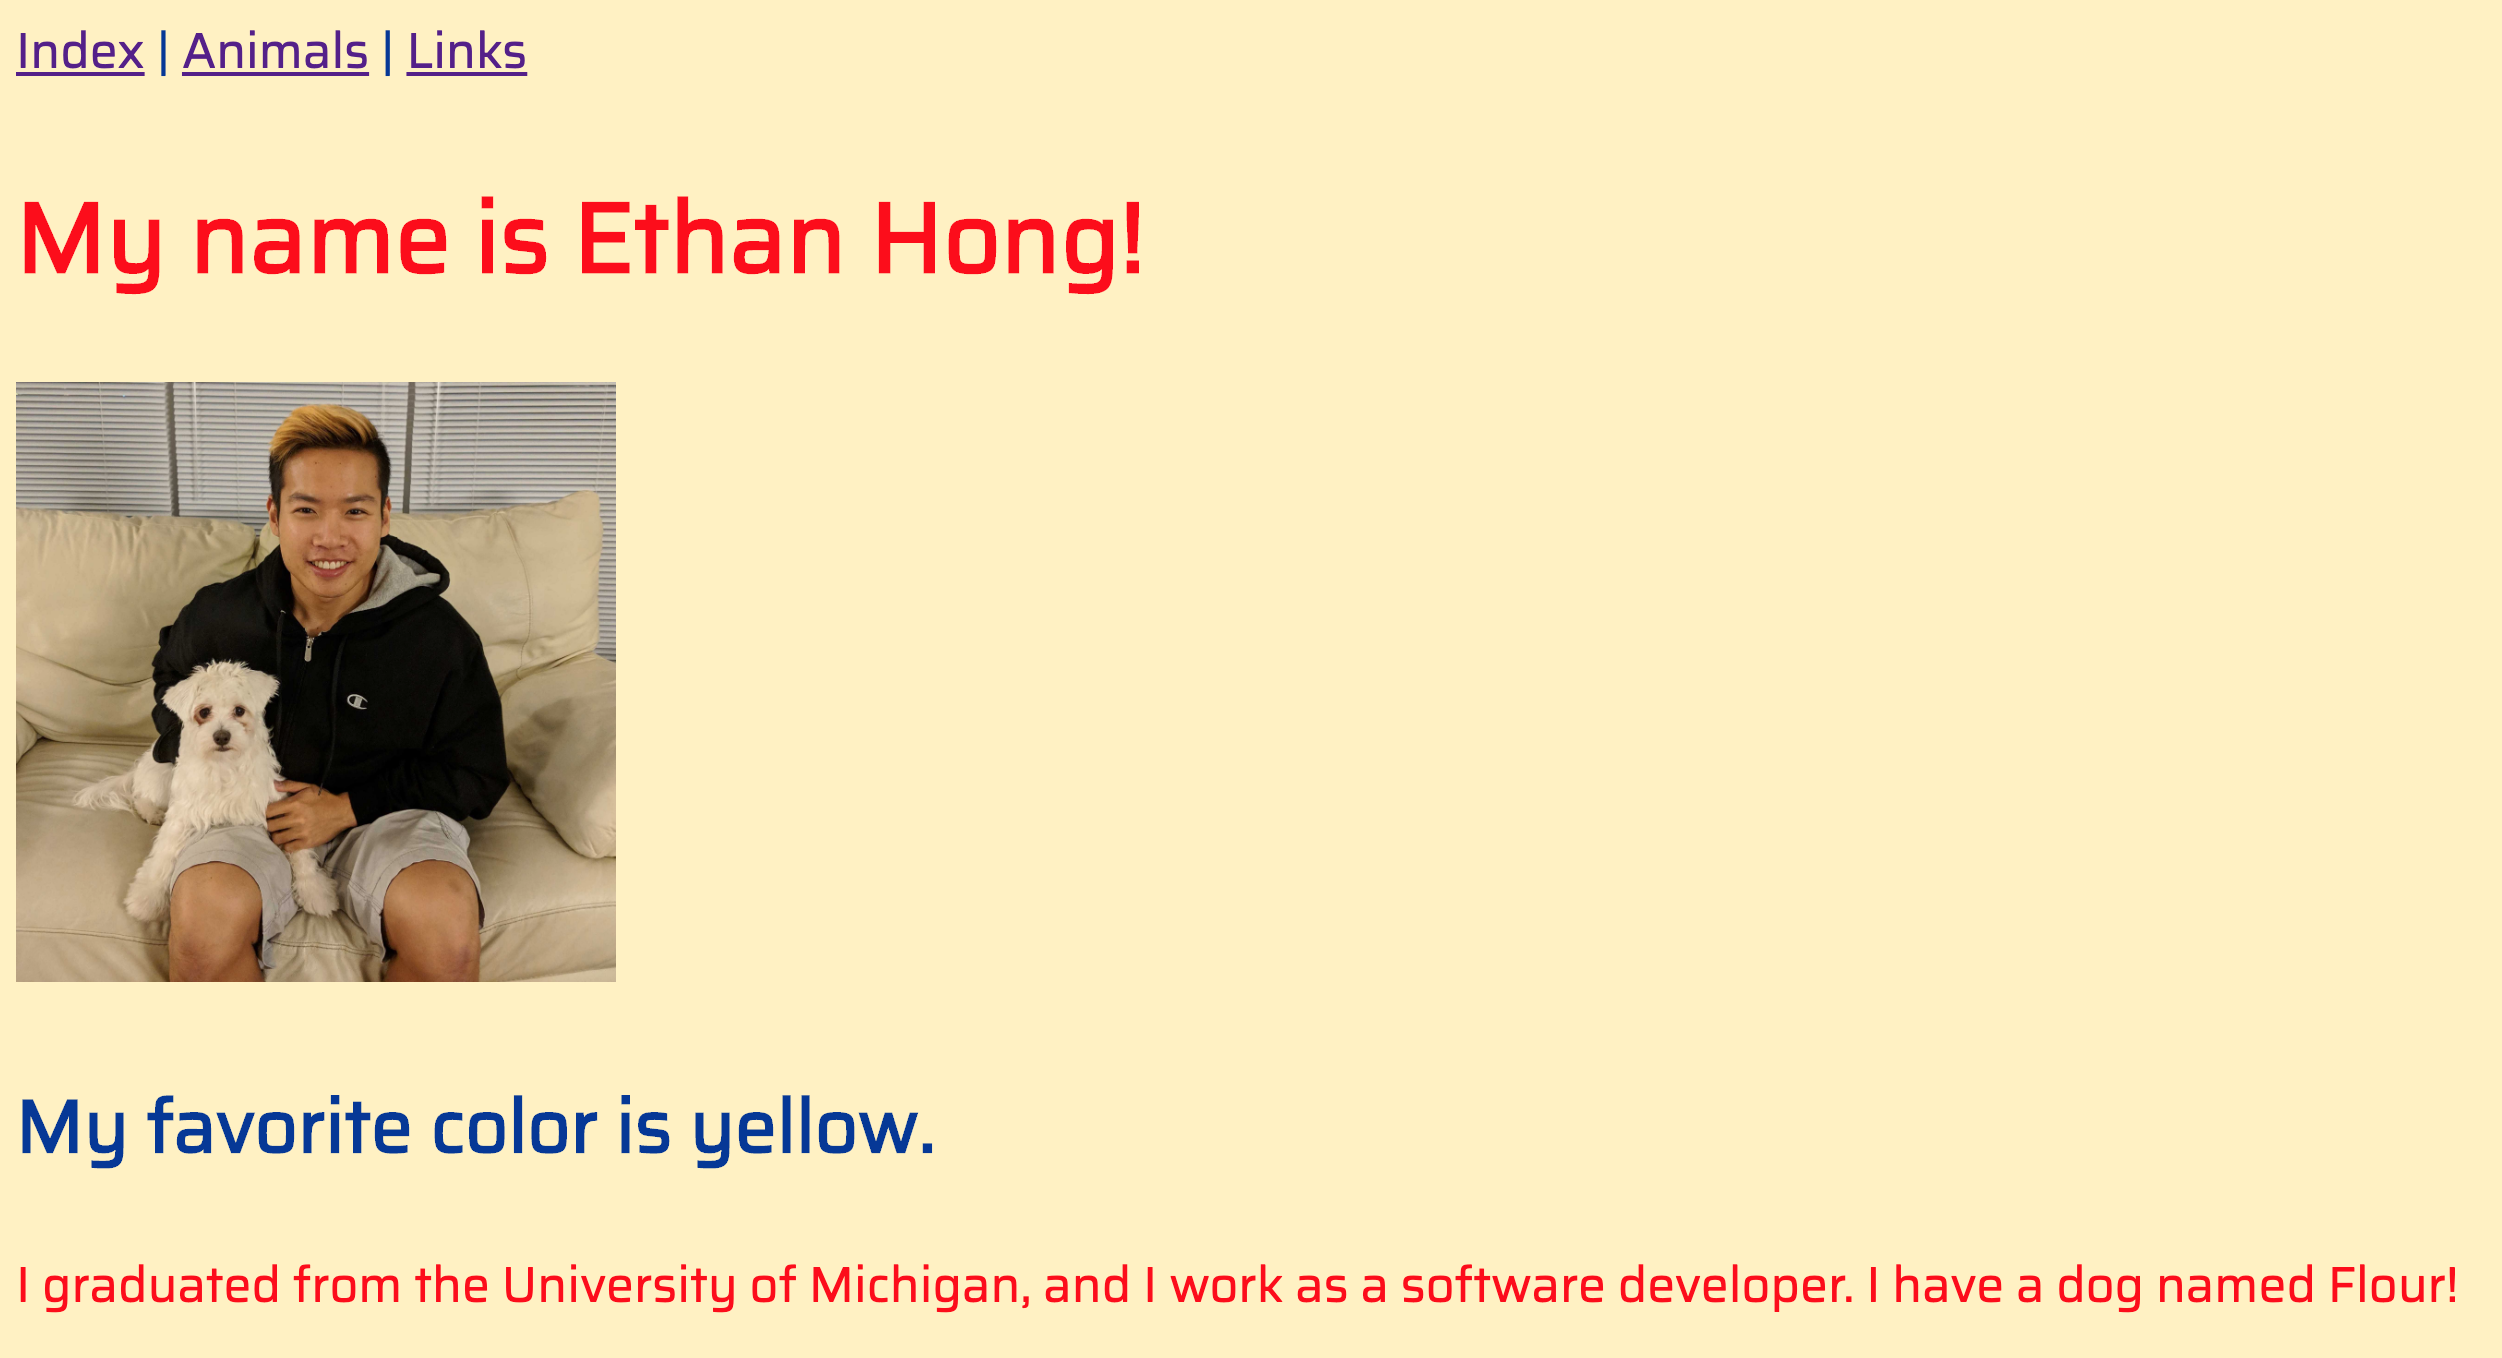 Index | Animals | Links
My name is Ethan Hong!
My favorite color is yellow.
I graduated from the University of Michigan, and I work as a software developer. I have a dog named Flour!